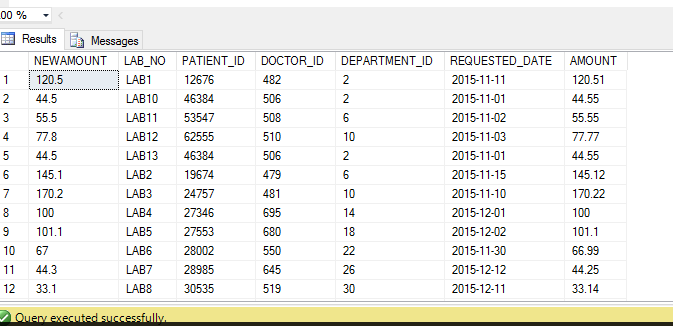 00 %
Results Messages
NEWAMOUNT LAB_NO PATIENT_ID DOCTOR_ID DEPARTMENT_ID REQUESTED_DATE AMOUNT
1 120.5 LAB1 12676 482 2 2015-11-11 120.51
2 44.5 LAB10 46384 506 2 2015-11-01 44.55
3 55.5 LAB11 53547 508 6 2015-11-02 55.55
4 77.8 LAB12 62555 510 10 2015-11-03 77.77
5 44.5 LAB13 46384 506 2 2015-11-01 44.55
6 145.1 LAB2 19674 479 6 2015-11-15 145.12
7 170.2 LAB3 24757 481 10 2015-11-10 170.22
8 100 LAB4 27346 695 14 2015-12-01 100
9 101.1 LAB5 27553 680 18 2015-12-02 101.1
10 67 LAB6 28002 550 22 2015-11-30 66.99
11 44.3 LAB7 28985 645 26 2015-12-12 44.25
12 33.1 LAB8 30535 519 30 2015-12-11 33.14
Query executed successfully.